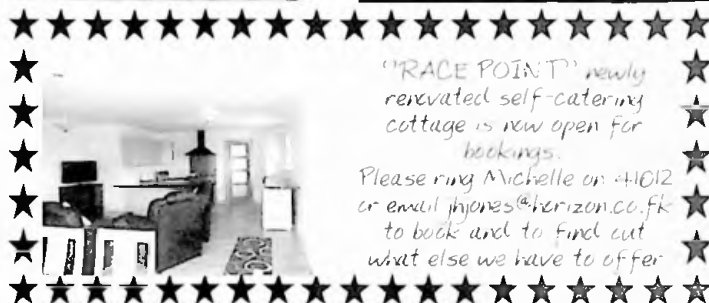 "RACE POINT" newly
renovated self-catering
cottage is now open for
bookings.
Please ring Michelle on 41012
or email jhjones@horizon.co.fk
to book and to find out
what else we have to offer